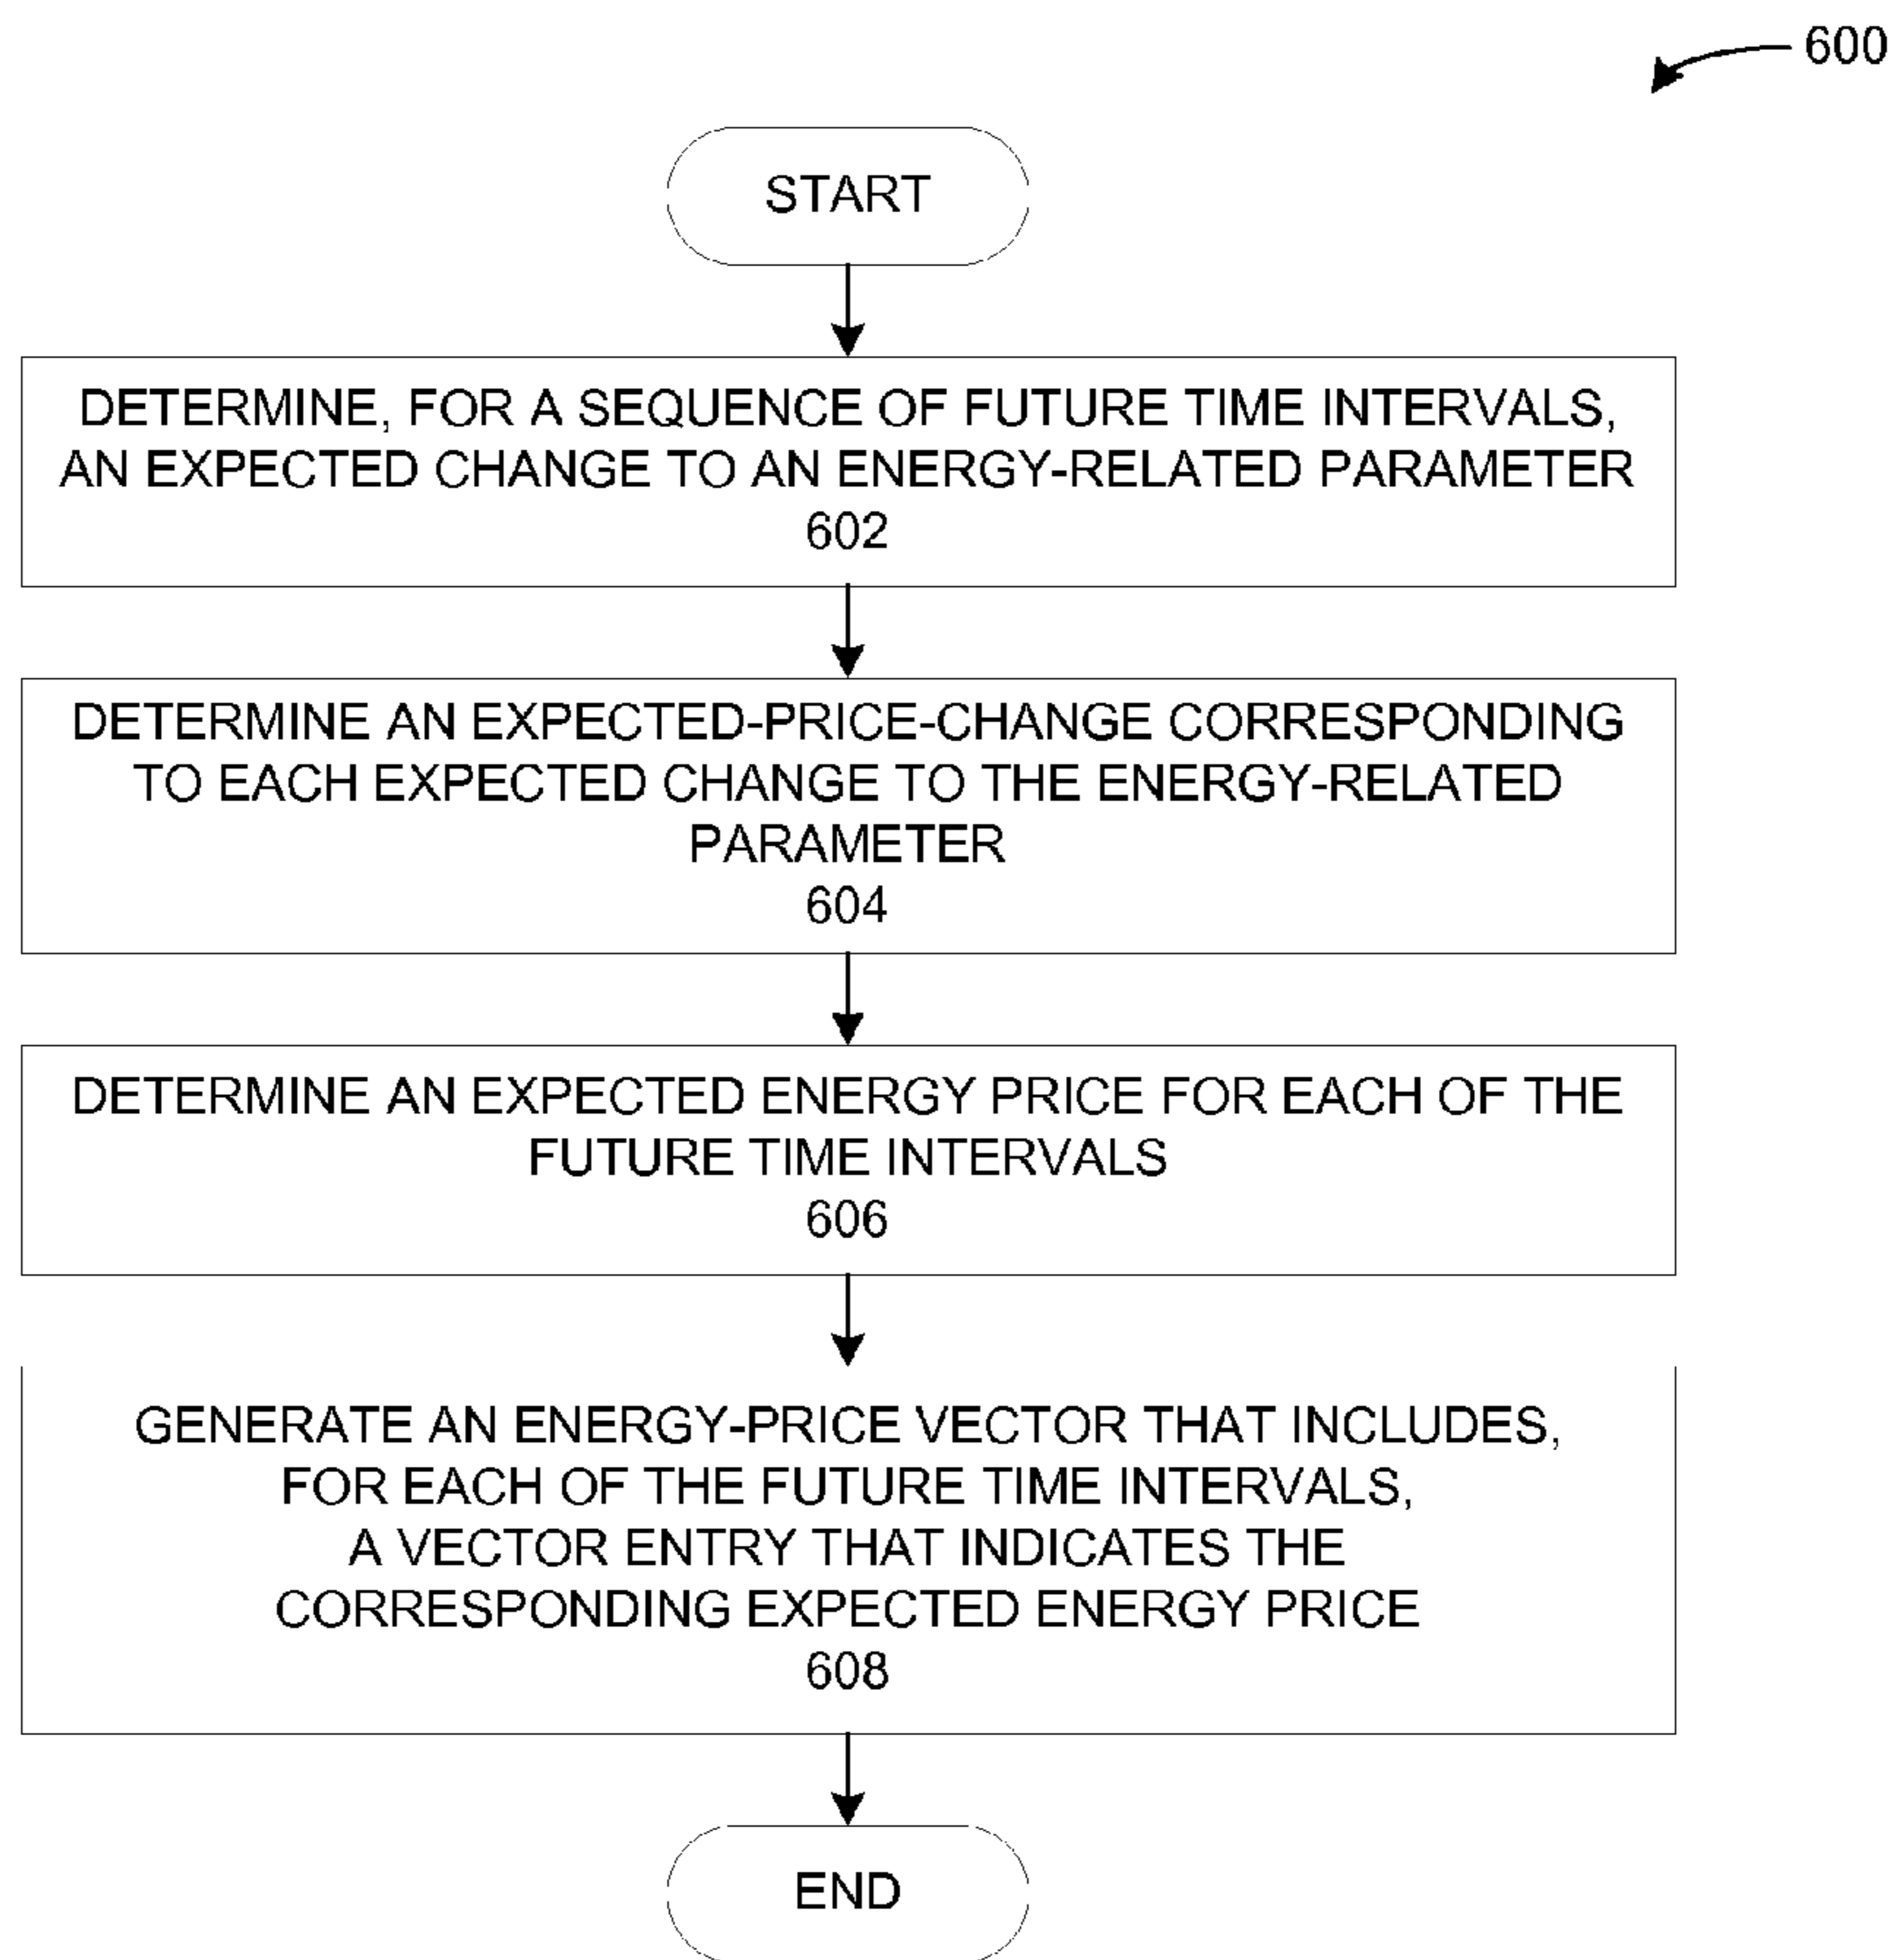 600
START
DETERMINE, FOR A SEQUENCE OF FUTURE TIME INTERVALS,
AN EXPECTED CHANGE TO AN ENERGY-RELATED PARAMETER
602
DETERMINE AN EXPECTED-PRICE-CHANGE CORRESPONDING
TO EACH EXPECTED CHANGE TO THE ENERGY-RELATED
PARAMETER
604
DETERMINE AN EXPECTED ENERGY PRICE FOR EACH OF THE
FUTURE TIME INTERVALS
606
GENERATE AN ENERGY-PRICE VECTOR THAT INCLUDES,
FOR EACH OF THE FUTURE TIME INTERVALS,
A VECTOR ENTRY THAT INDICATES THE
CORRESPONDING EXPECTED ENERGY PRICE
608
END